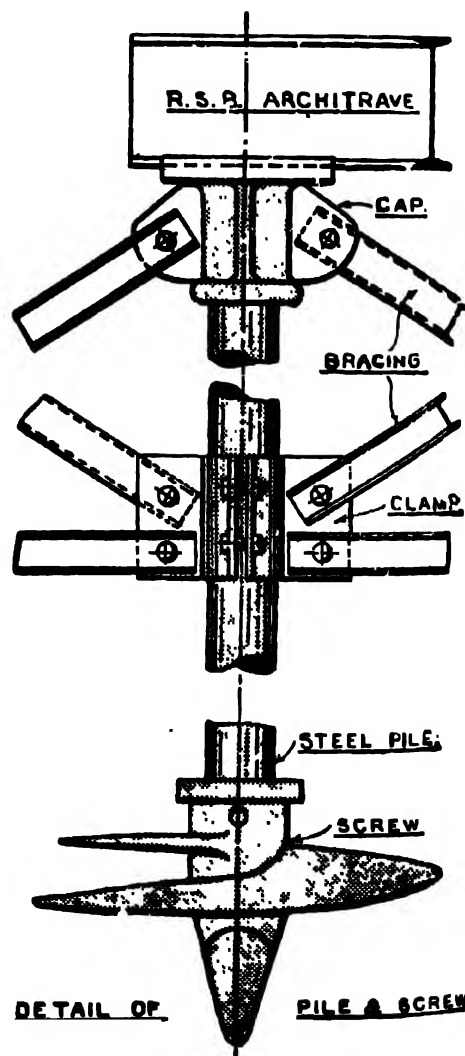 R.S.B. ARCHITRAVE
CAP.
BRACING
CLAMP.
STEEL PILE.
SCREW
DETAIL OF PILE & SCREW